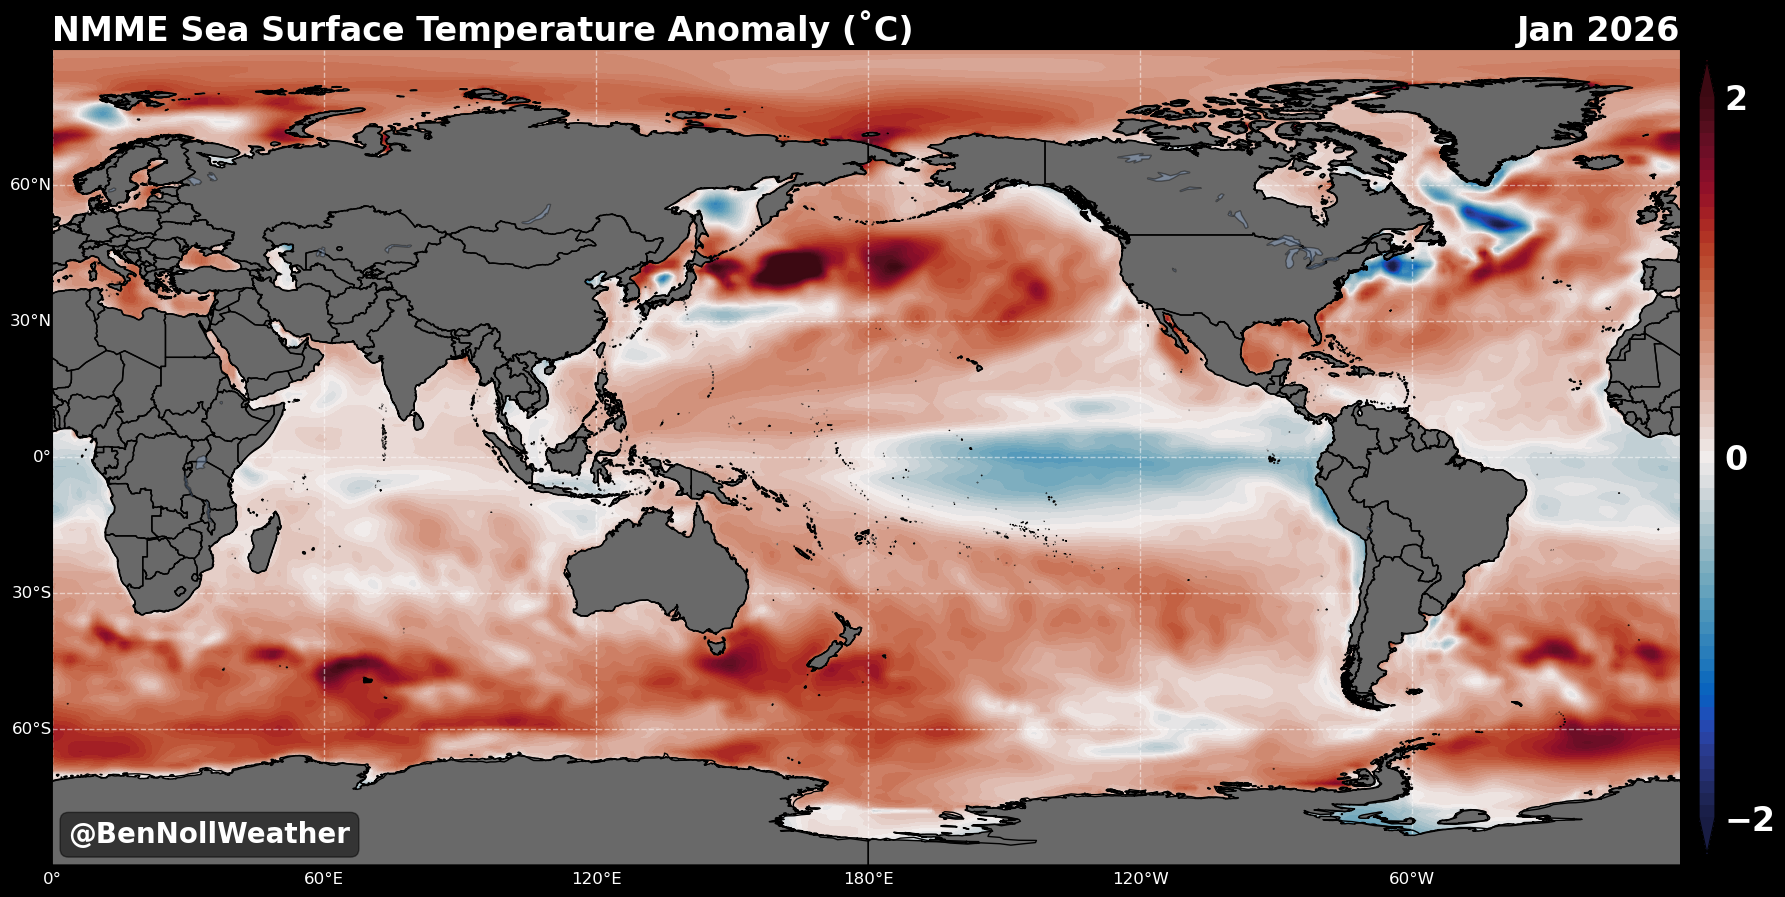 NMME Sea Surface Temperature Anomaly (˚C)
Jan 2026
2
60°N
30°N
0
0°
30°S
60°S
−2
@BenNollWeather
0°
60°E
120°E
180°E
120°W
60°W